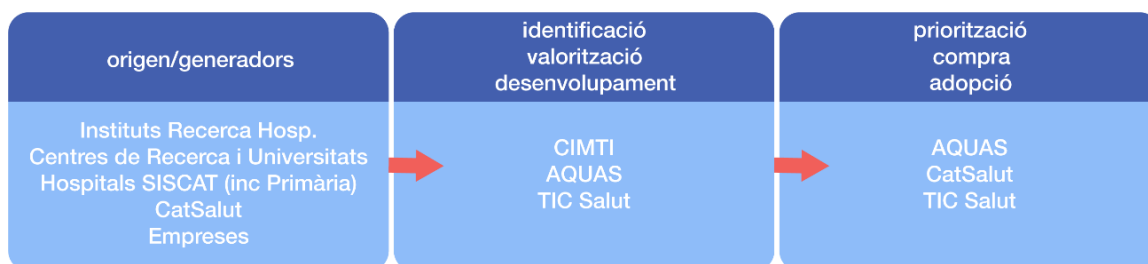 origen/generadors
Instituts Recerca Hosp.
Centres de Recerca i Universitats
Hospitals SISCAT (inc Primària)
CatSalut
Empreses
identificació
valorització
desenvolupament
CIMTI
AQUAS
TIC Salut
priorització
compra
adopció
AQUAS
CatSalut
TIC Salut